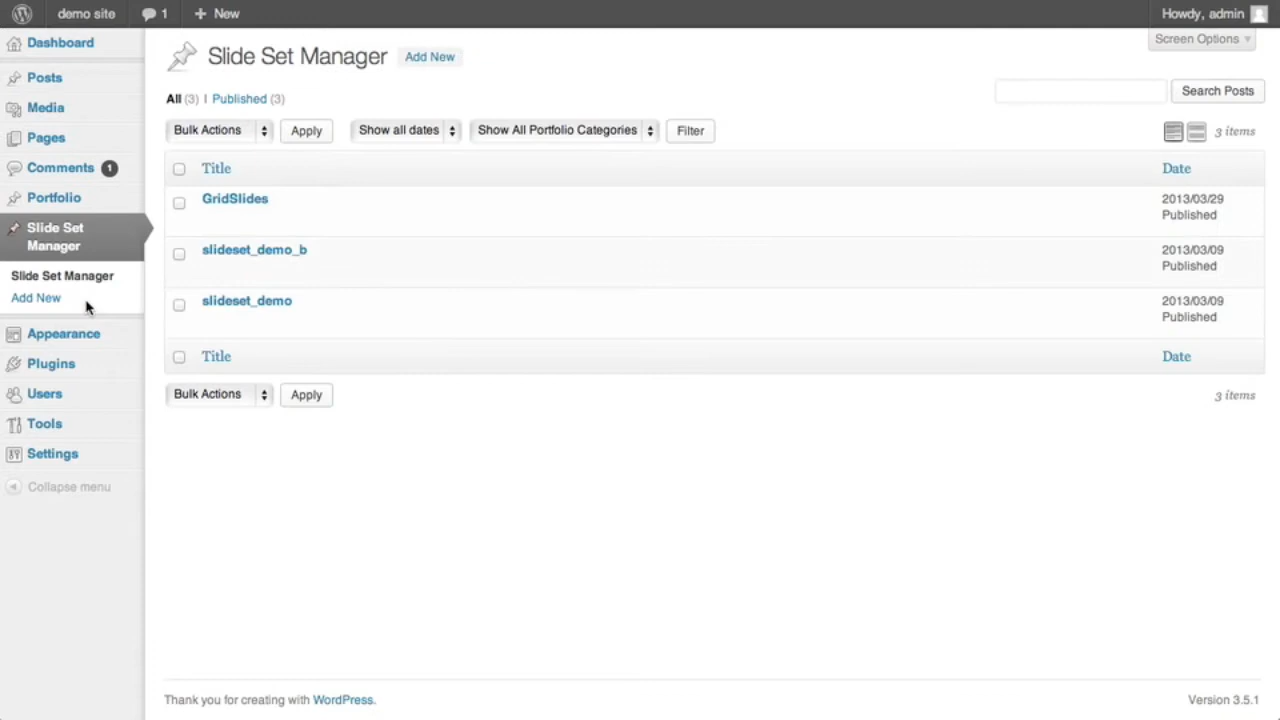 demo site 1 New Howdy, admin
Screen Options
Dashboard
Posts
Media
Pages
Comments 1
Portfolio
Slide Set
Manager
Slide Set Manager
Add New
Appearance
Plugins
Users
Tools
Settings
Collapse menu
Slide Set Manager Add New
All (3) | Published (3)
Search Posts
Bulk Actions Apply Show all dates Show All Portfolio Categories Filter 3 items
Title Date
GridSlides 2013/03/29
Published
slideset_demo_b 2013/03/09
Published
slideset_demo 2013/03/09
Published
Title Date
Bulk Actions Apply 3 items
Thank you for creating with WordPress. Version 3.5.1